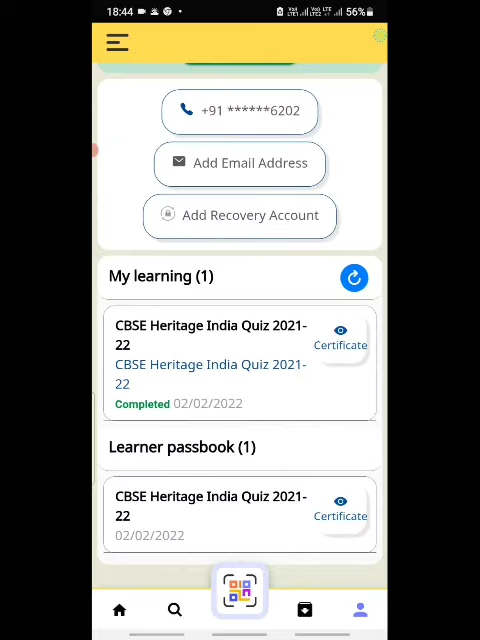 18:44 56%
+91 ******6202
Add Email Address
Add Recovery Account
My learning (1)
CBSE Heritage India Quiz 2021-
22
Certificate
CBSE Heritage India Quiz 2021-
22
Completed 02/02/2022
Learner passbook (1)
CBSE Heritage India Quiz 2021-
22
Certificate
02/02/2022